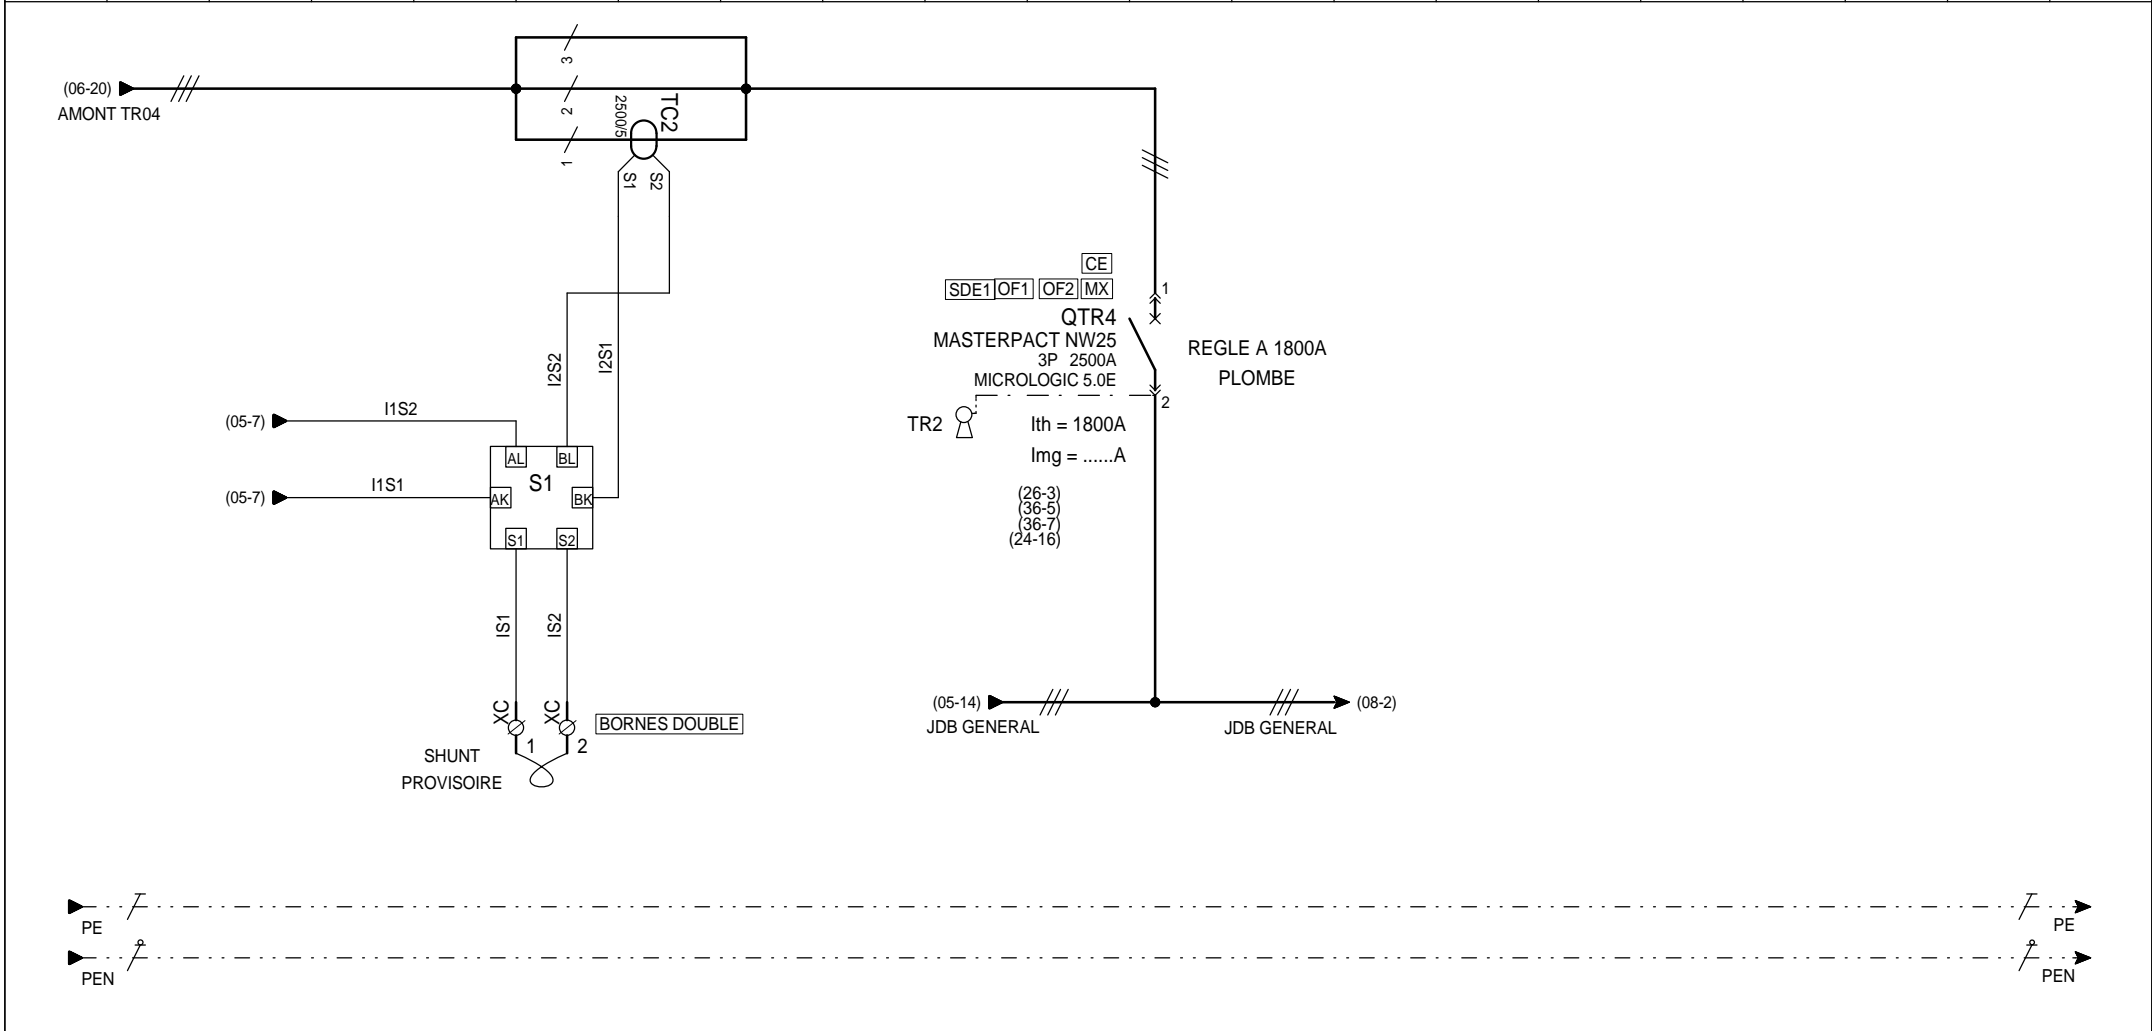 3
(06-20)
AMONT TR04
2
1
TC2
2500/5
S1
S2
CE
SDE1 OF1 OF2 MX
1
QTR4
MASTERPACT NW25
3P 2500A
MICROLOGIC 5.0E
REGLE A 1800A
PLOMBE
2
TR2
Ith = 1800A
Img = ......A
(26-3)
(36-5)
(36-7)
(24-16)
I2S2
I2S1
(05-7)
I1S2
(05-7)
I1S1
AL
BL
S1
AK
BK
S1
S2
IS1
IS2
XC
XC
1
2
BORNES DOUBLE
SHUNT
PROVISOIRE
(05-14)
JDB GENERAL
(08-2)
JDB GENERAL
PE
PE
PEN
PEN